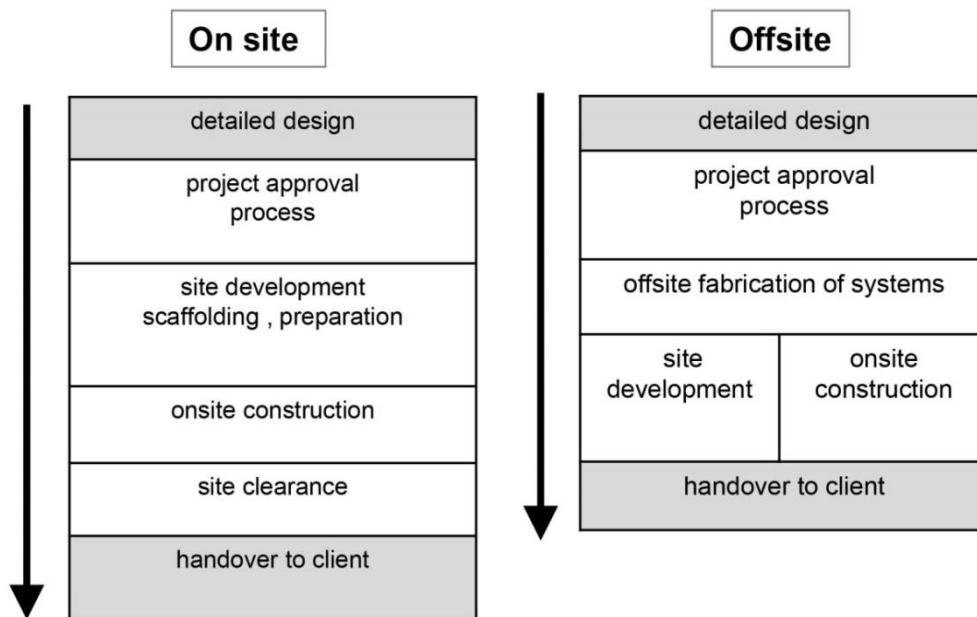 On site
detailed design
project approval
process
site development
scaffolding , preparation
onsite construction
site clearance
handover to client
Offsite
detailed design
project approval
process
offsite fabrication of systems
site
development
onsite
construction
handover to client